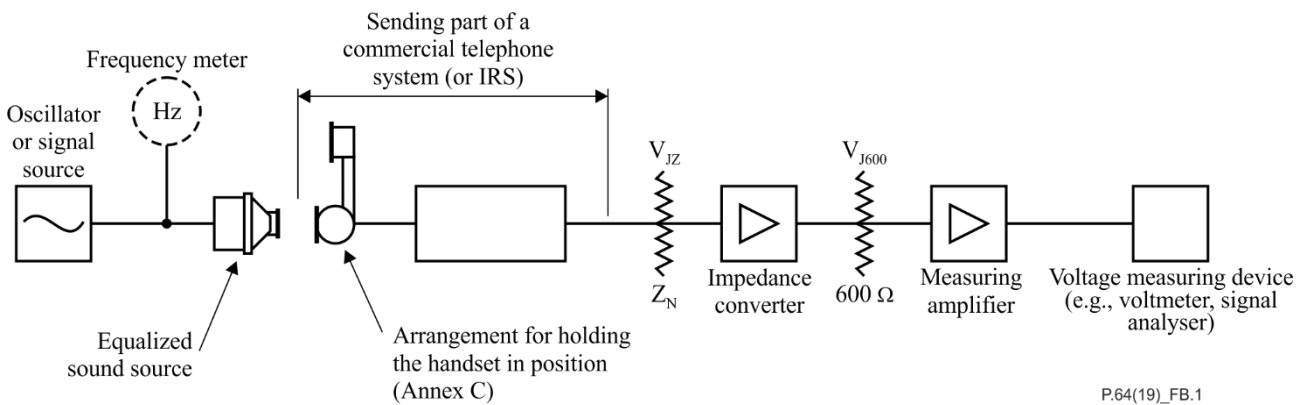 Sending part of a
commercial telephone
system (or IRS)
Frequency meter
Hz
Oscillator
or signal
source
V_JZ
V_J600
Z_N
Impedance
converter
600 Ω
Measuring
amplifier
Voltage measuring device
(e.g., voltmeter, signal
analyser)
Equalized
sound source
Arrangement for holding
the handset in position
(Annex C)
P.64(19)_FB.1